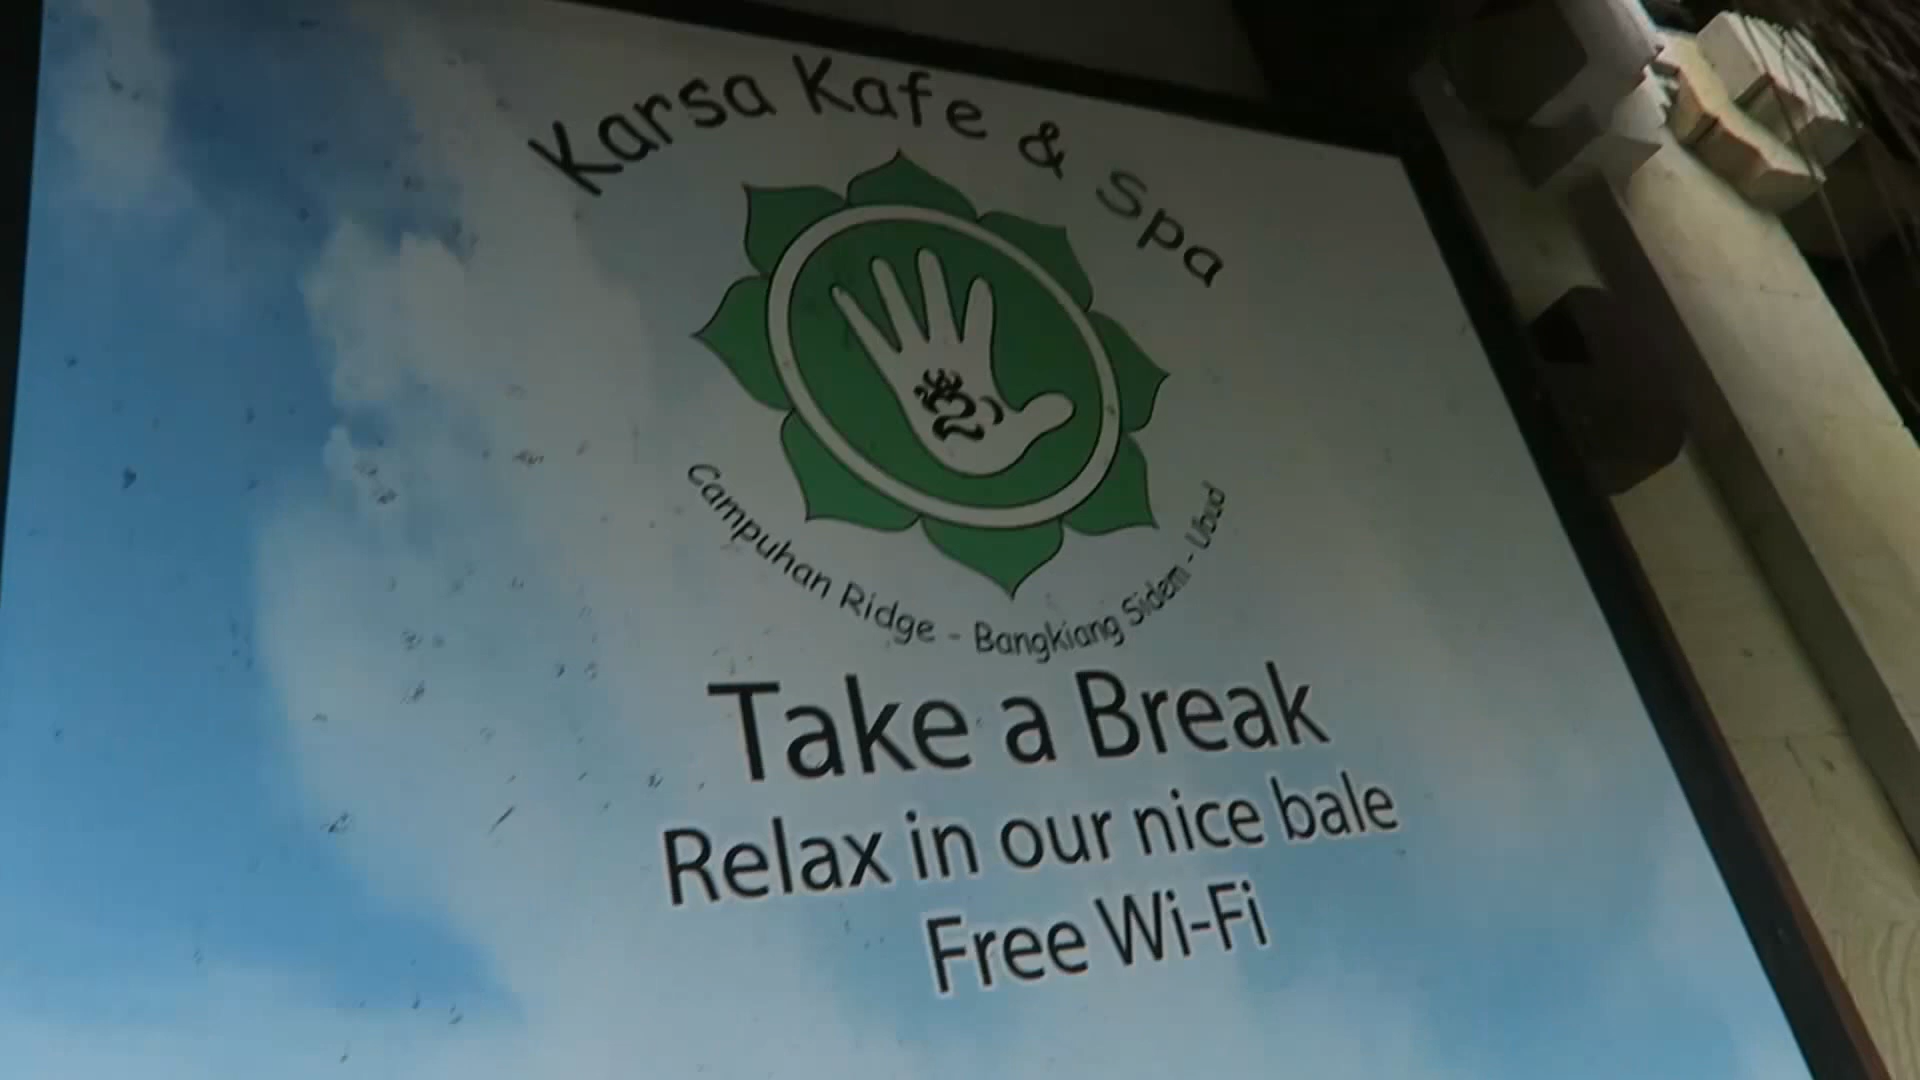 Karsa Kafe & Spa
Campuhan Ridge - Bangkiang Sidem - Ubud
Take a Break
Relax in our nice bale
Free Wi-Fi